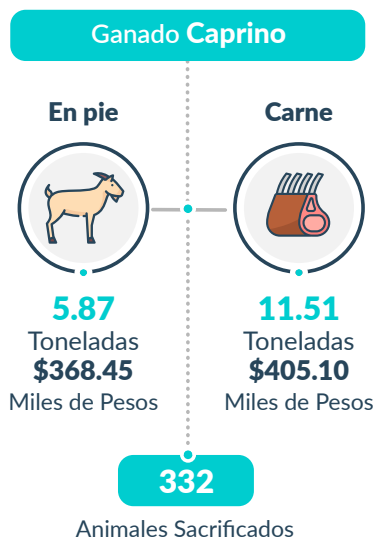 Ganado Caprino
En pie
5.87
Toneladas
$368.45
Miles de Pesos
Carne
11.51
Toneladas
$405.10
Miles de Pesos
332
Animales Sacrificados